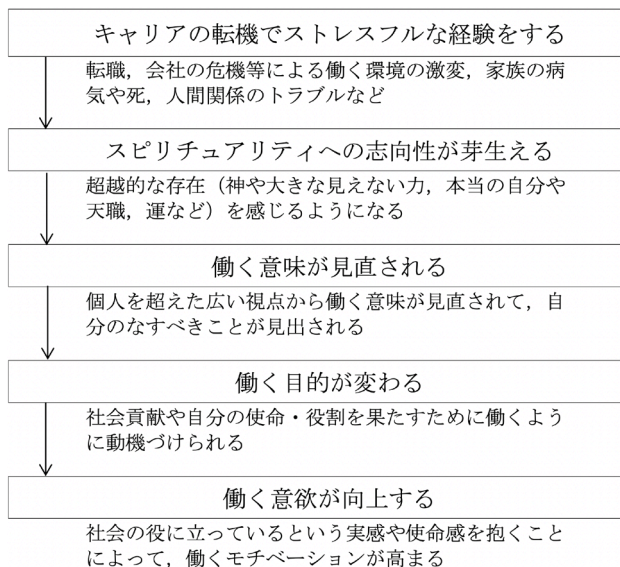 キャリアの転機でストレスフルな経験をする
転職，会社の危機等による働く環境の激変，家族の病
気や死，人間関係のトラブルなど
スピリチュアリティへの志向性が芽生える
超越的な存在（神や大きな見えない力，本当の自分や
天職，運など）を感じるようになる
働く意味が見直される
個人を超えた広い視点から働く意味が見直されて，自
分のなすべきことが見出される
働く目的が変わる
社会貢献や自分の使命・役割を果たすために働くよう
に動機づけられる
働く意欲が向上する
社会の役に立っているという実感や使命感を抱くこと
によって，働くモチベーションが高まる